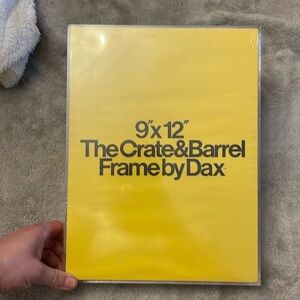 9"x 12"
The Crate&Barrel
Frame by Dax